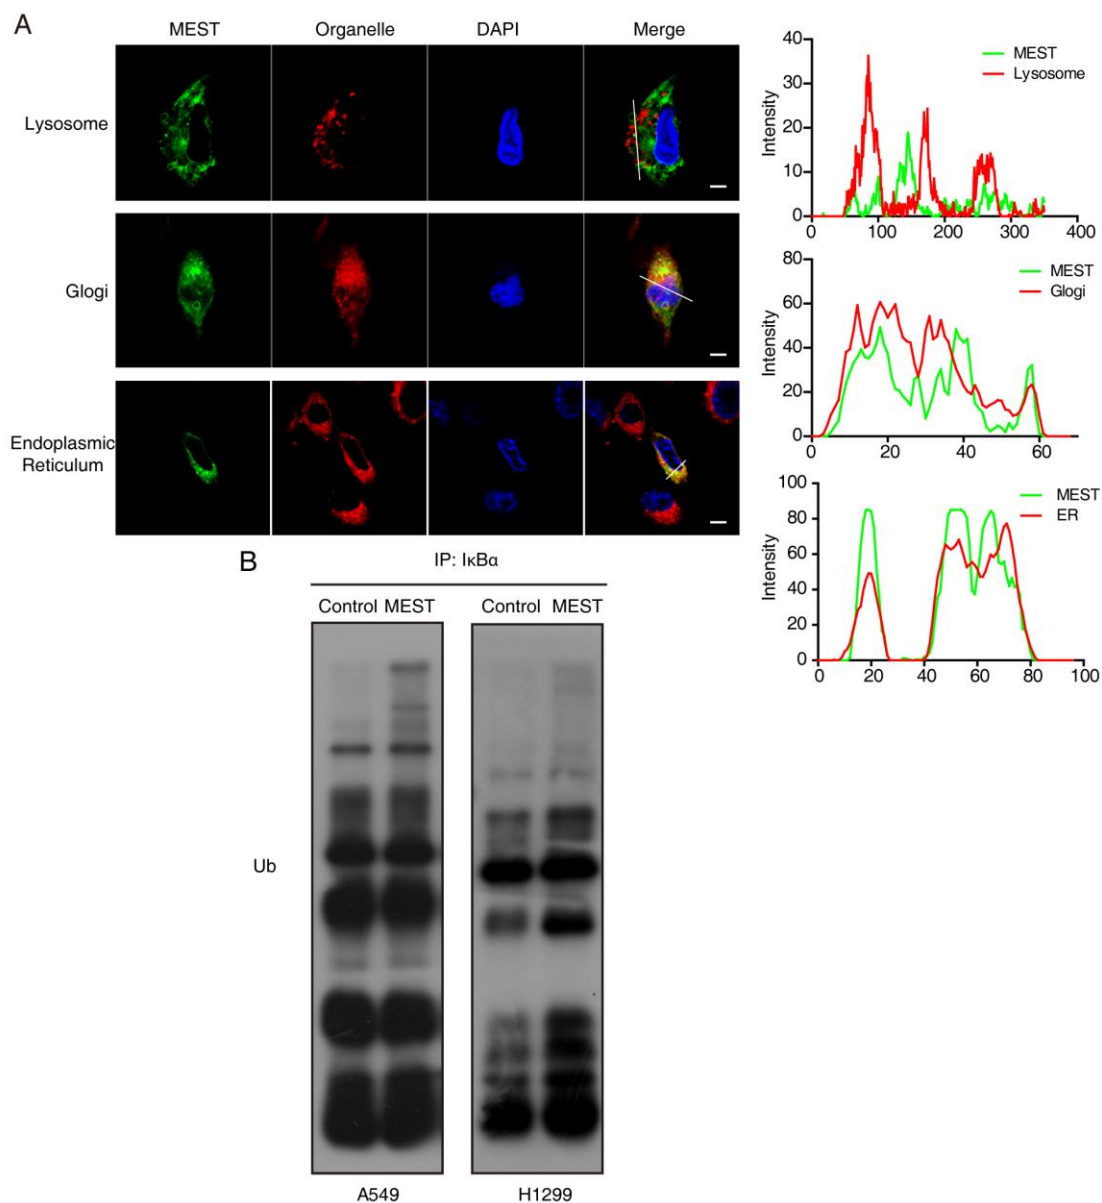 A
MEST Organelle DAPI Merge
Lysosome
Glogi
Endoplasmic
Reticulum
MEST
Lysosome
Intensity
40
30
20
10
0
0 100 200 300 400
MEST
Glogi
Intensity
80
60
40
20
0
0 20 40 60
MEST
ER
Intensity
100
80
60
40
20
0
0 20 40 60 80 100
B
IP: IκBα
Control MEST Control MEST
Ub
A549 H1299